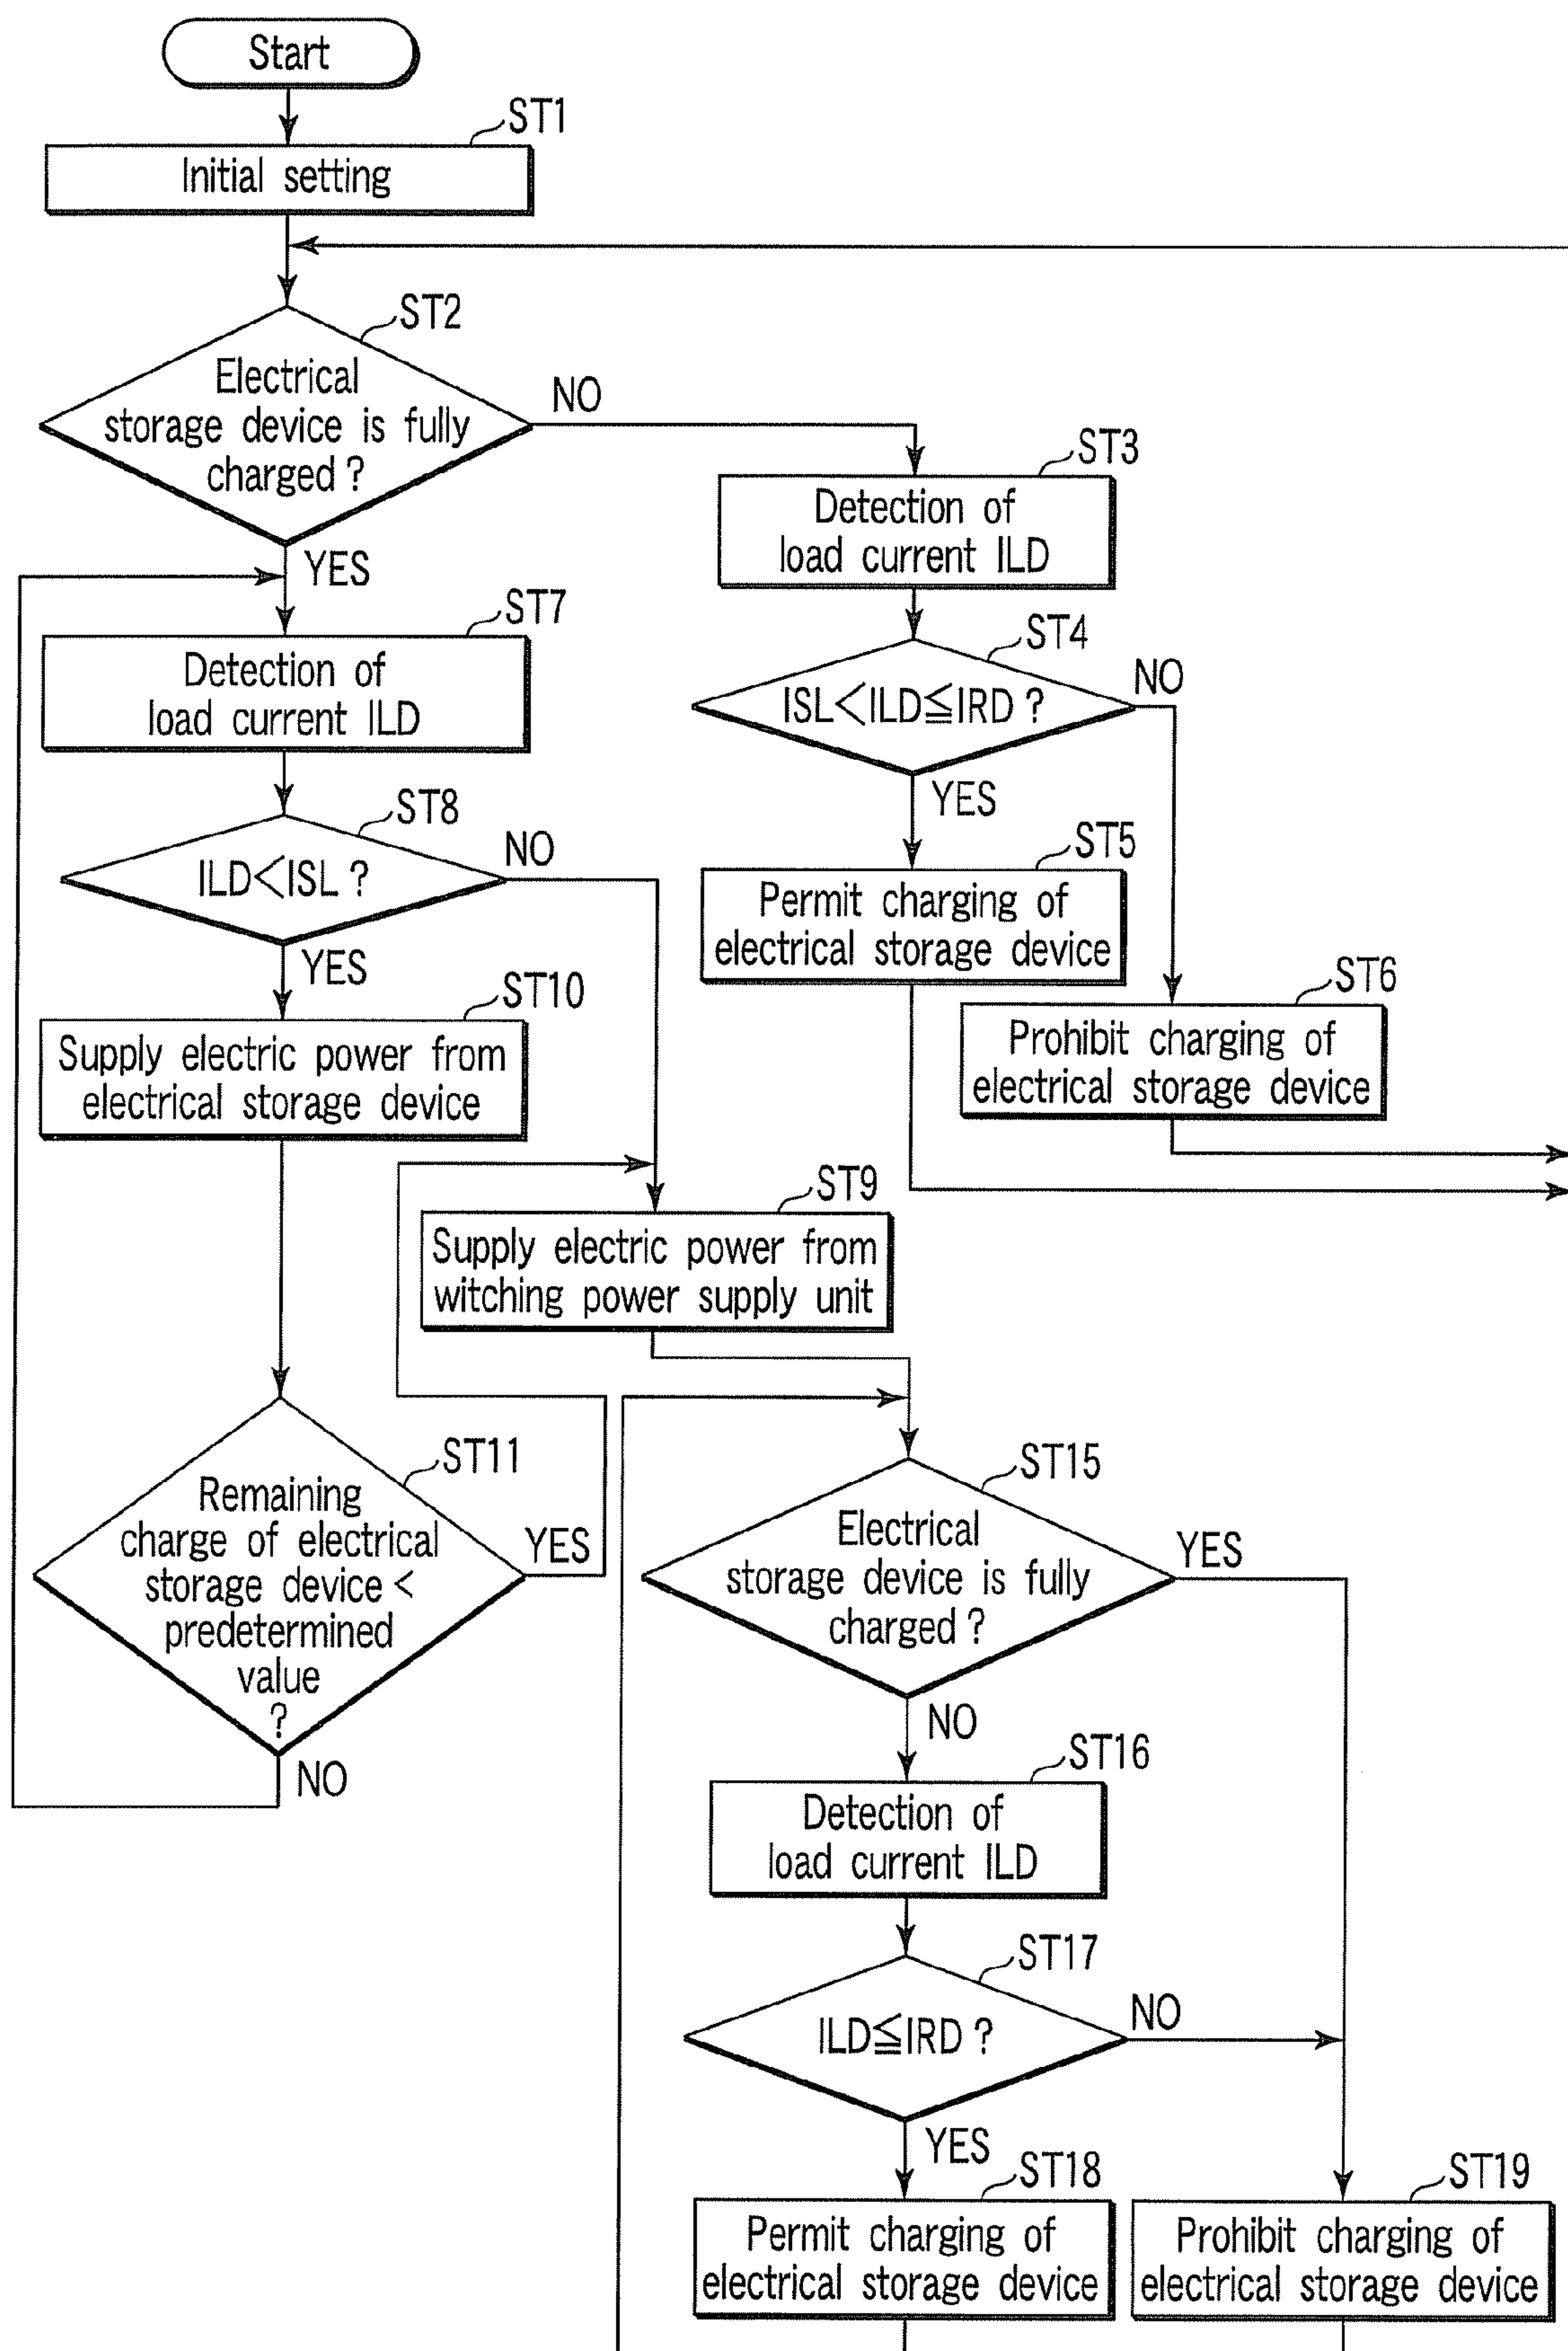 Start
ST1
Initial setting
ST2
Electrical
storage device is fully
charged ?
NO
YES
ST3
Detection of
load current ILD
ST4
ISL<ILD≦IRD ?
NO
YES
ST5
Permit charging of
electrical storage device
ST6
Prohibit charging of
electrical storage device
ST7
Detection of
load current ILD
ST8
ILD<ISL ?
NO
YES
ST10
Supply electric power from
electrical storage device
ST9
Supply electric power from
witching power supply unit
ST11
Remaining
charge of electrical
storage device <
predetermined
value
?
YES
NO
ST15
Electrical
storage device is fully
charged ?
YES
NO
ST16
Detection of
load current ILD
ST17
ILD≦IRD ?
NO
YES
ST18
Permit charging of
electrical storage device
ST19
Prohibit charging of
electrical storage device